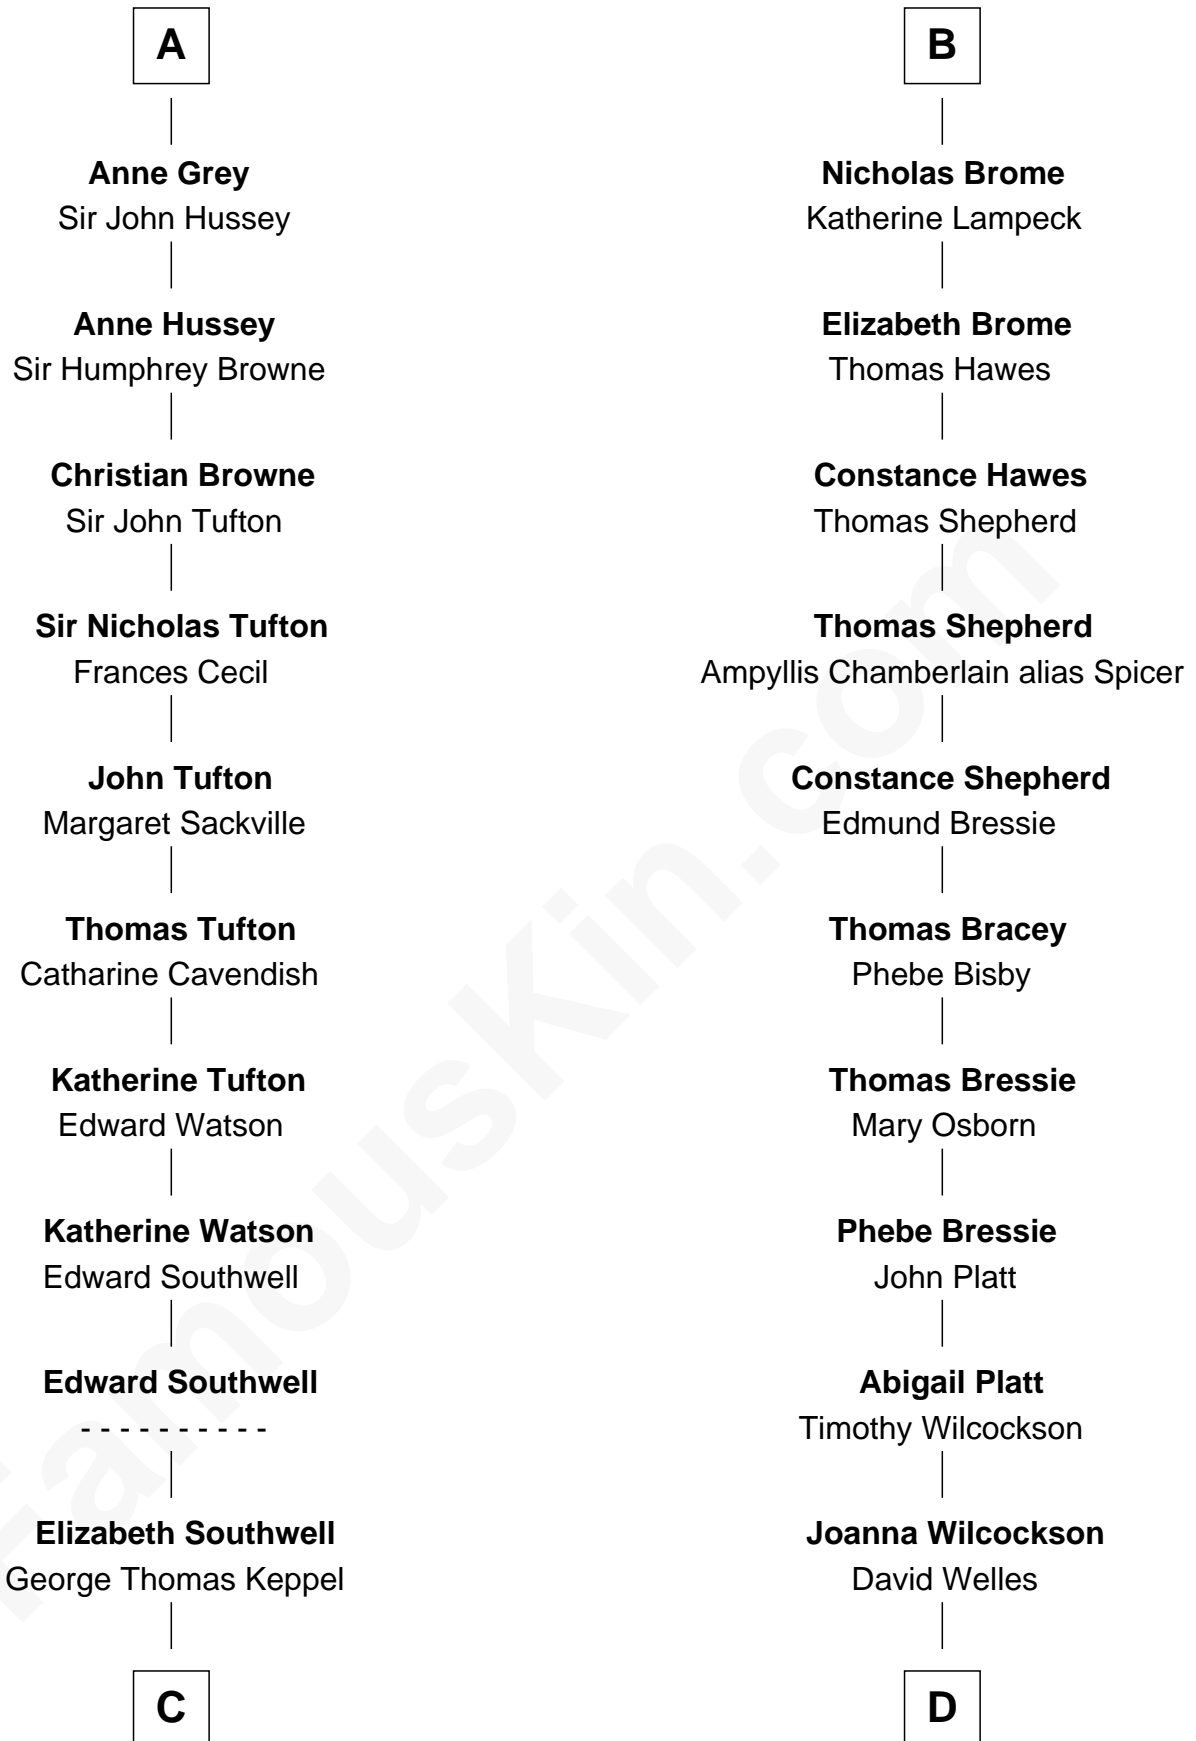 A
Anne Grey
Sir John Hussey
Anne Hussey
Sir Humphrey Browne
Christian Browne
Sir John Tufton
Sir Nicholas Tufton
Frances Cecil
John Tufton
Margaret Sackville
Thomas Tufton
Catharine Cavendish
Katherine Tufton
Edward Watson
Katherine Watson
Edward Southwell
Edward Southwell
- - - - - - - - - -
Elizabeth Southwell
George Thomas Keppel
C
B
Nicholas Brome
Katherine Lampeck
Elizabeth Brome
Thomas Hawes
Constance Hawes
Thomas Shepherd
Thomas Shepherd
Ampyllis Chamberlain alias Spicer
Constance Shepherd
Edmund Bressie
Thomas Bracey
Phebe Bisby
Thomas Bressie
Mary Osborn
Phebe Bressie
John Platt
Abigail Platt
Timothy Wilcockson
Joanna Wilcockson
David Welles
D
FamousKin.com